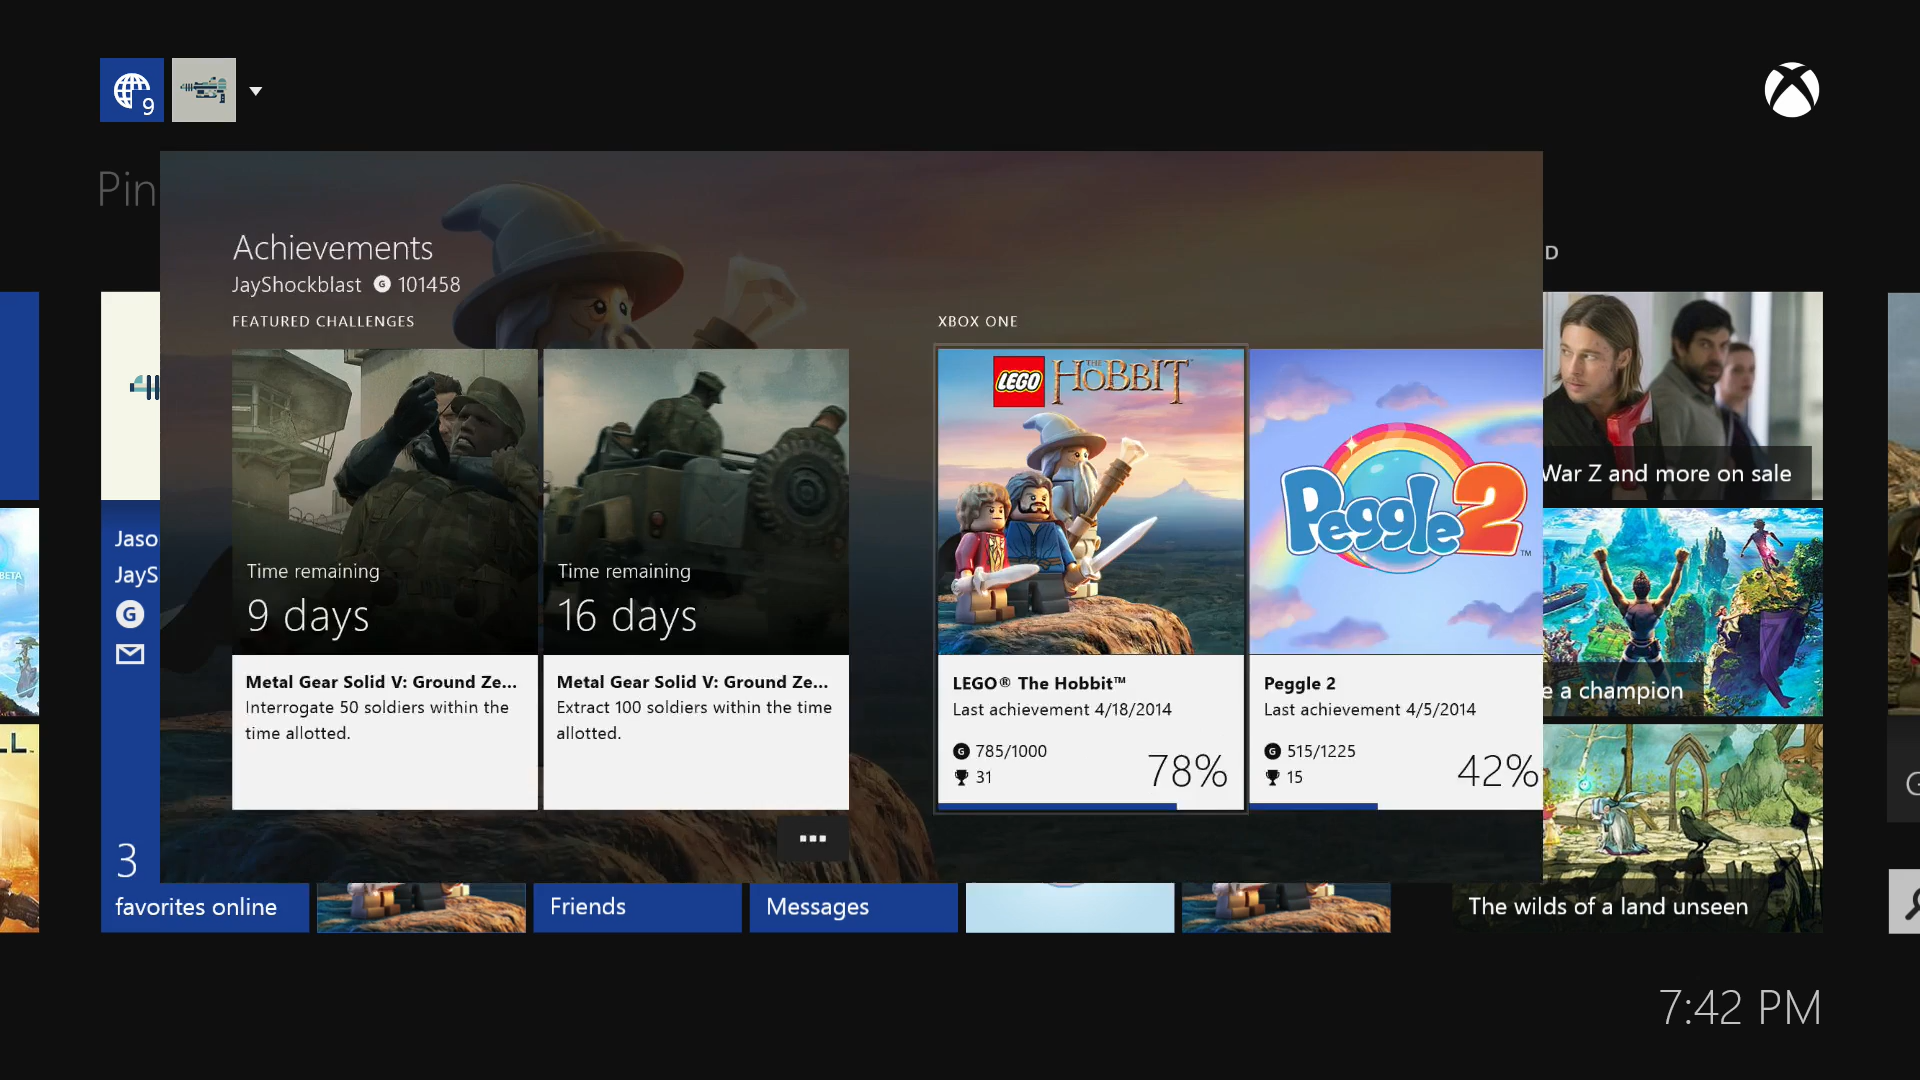 9
Pin
Achievements
JayShockblast G 101458
FEATURED CHALLENGES
XBOX ONE
D
LEGO THE HOBBIT
Peggle 2 ™
War Z and more on sale
Jaso
JayS
BETA
G
Time remaining
9 days
Time remaining
16 days
Metal Gear Solid V: Ground Ze...
Interrogate 50 soldiers within the
time allotted.
Metal Gear Solid V: Ground Ze...
Extract 100 soldiers within the time
allotted.
LEGO® The Hobbit™
Last achievement 4/18/2014
G 785/1000
31
78%
Peggle 2
Last achievement 4/5/2014
G 515/1225
15
42%
e a champion
LL
3
favorites online
Friends
Messages
The wilds of a land unseen
7:42 PM